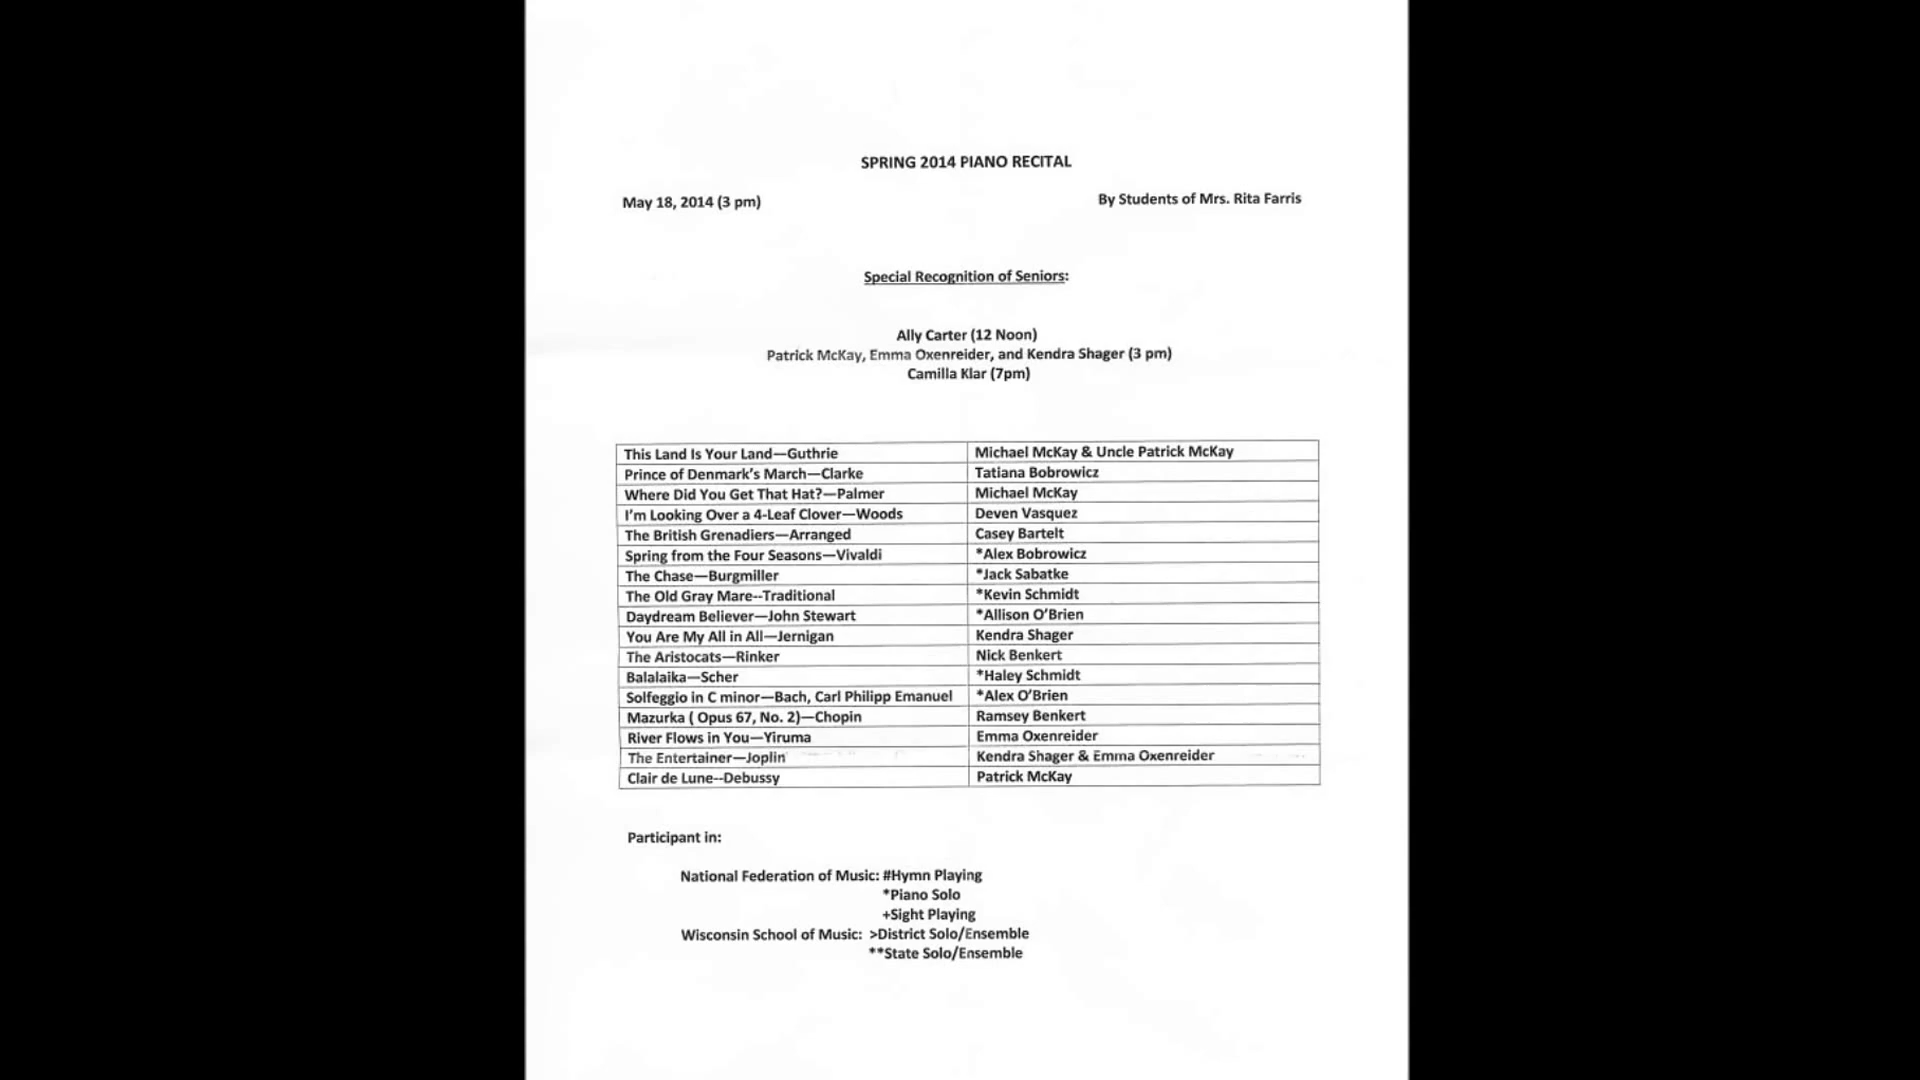 SPRING 2014 PIANO RECITAL
May 18, 2014 (3 pm) By Students of Mrs. Rita Farris
Special Recognition of Seniors:
Ally Carter (12 Noon)
Patrick McKay, Emma Oxenreider, and Kendra Shager (3 pm)
Camilla Klar (7pm)
This Land Is Your Land—Guthrie Michael McKay & Uncle Patrick McKay
Prince of Denmark's March—Clarke Tatiana Bobrowicz
Where Did You Get That Hat?—Palmer Michael McKay
I'm Looking Over a 4-Leaf Clover—Woods Deven Vasquez
The British Grenadiers—Arranged Casey Bartelt
Spring from the Four Seasons—Vivaldi *Alex Bobrowicz
The Chase—Burgmiller *Jack Sabatke
The Old Gray Mare--Traditional *Kevin Schmidt
Daydream Believer—John Stewart *Allison O'Brien
You Are My All in All—Jernigan Kendra Shager
The Aristocats—Rinker Nick Benkert
Balalaika—Scher *Haley Schmidt
Solfeggio in C minor—Bach, Carl Philipp Emanuel *Alex O'Brien
Mazurka ( Opus 67, No. 2)—Chopin Ramsey Benkert
River Flows in You—Yiruma Emma Oxenreider
The Entertainer—Joplin Kendra Shager & Emma Oxenreider
Clair de Lune--Debussy Patrick McKay
Participant in:
National Federation of Music: #Hymn Playing
*Piano Solo
+Sight Playing
Wisconsin School of Music: >District Solo/Ensemble
**State Solo/Ensemble